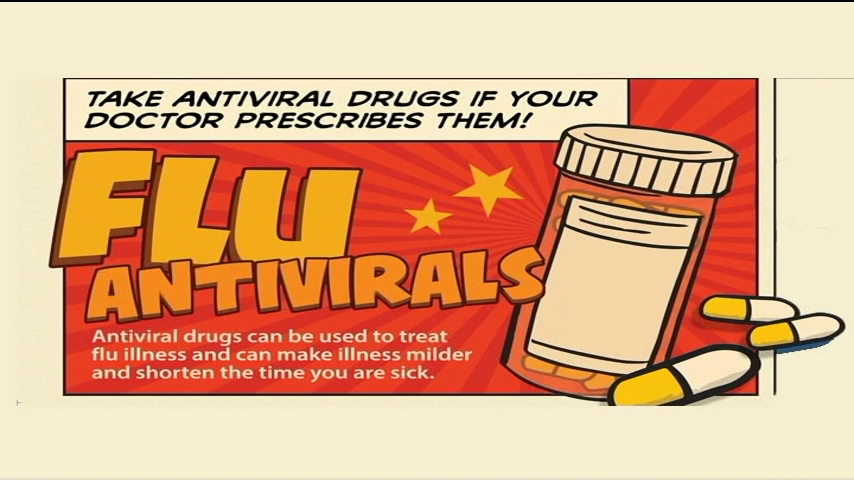 TAKE ANTIVIRAL DRUGS IF YOUR
DOCTOR PRESCRIBES THEM!
FLU
ANTIVIRALS
Antiviral drugs can be used to treat
flu illness and can make illness milder
and shorten the time you are sick.